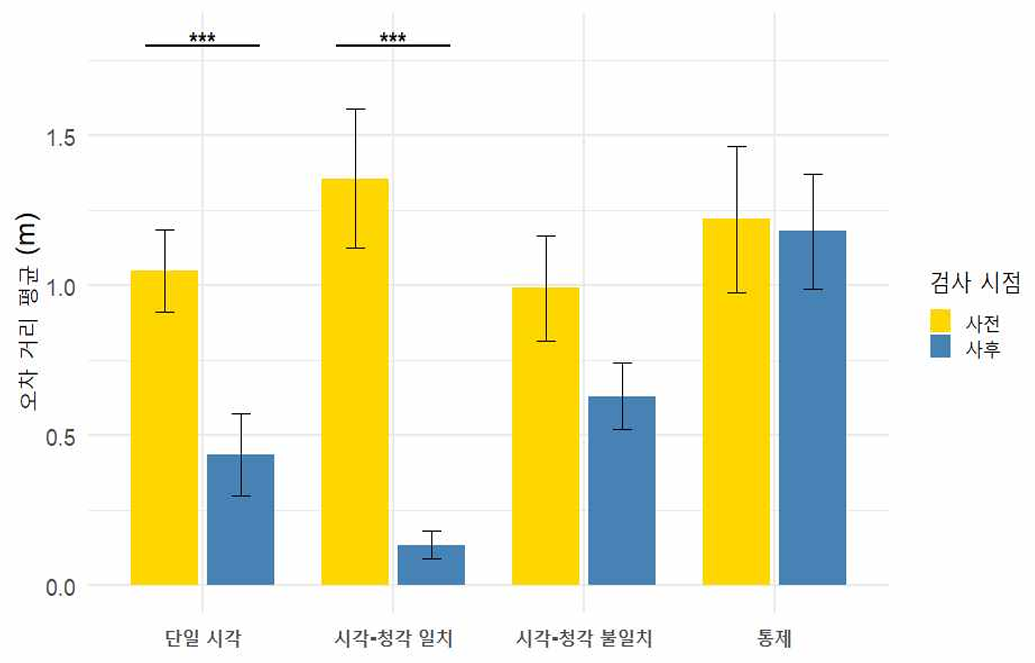 *** ***
1.5
1.0
0.5
0.0
오차 거리 평균 (m)
단일 시각 시각-청각 일치 시각-청각 불일치 통제
검사 시점
사전
사후